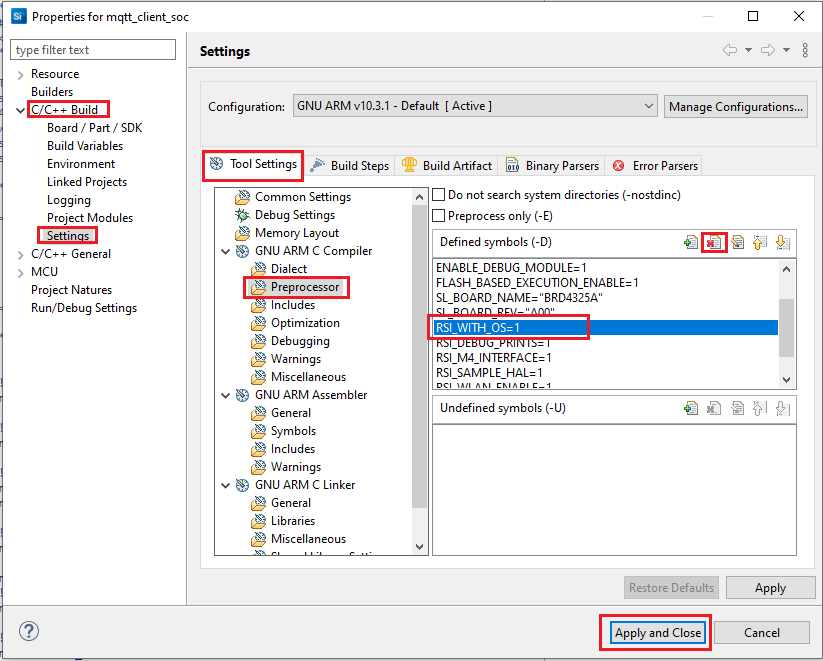 Si Properties for mqtt_client_soc
type filter text
Resource
Builders
C/C++ Build
Board / Part / SDK
Build Variables
Environment
Linked Projects
Logging
Project Modules
Settings
C/C++ General
MCU
Project Natures
Run/Debug Settings
Settings
Configuration: GNU ARM v10.3.1 - Default [ Active ] Manage Configurations...
Tool Settings Build Steps Build Artifact Binary Parsers Error Parsers
Common Settings
Debug Settings
Memory Layout
GNU ARM C Compiler
Dialect
Preprocessor
Includes
Optimization
Debugging
Warnings
Miscellaneous
GNU ARM Assembler
General
Symbols
Includes
Warnings
GNU ARM C Linker
General
Libraries
Miscellaneous
Do not search system directories (-nostdinc)
Preprocess only (-E)
Defined symbols (-D)
ENABLE_DEBUG_MODULE=1
FLASH_BASED_EXECUTION_ENABLE=1
SL_BOARD_NAME="BRD4325A"
SL_BOARD_REV="A00"
RSI_WITH_OS=1
RSI_DEBUG_PRINTS=1
RSI_M4_INTERFACE=1
RSI_SAMPLE_HAL=1
RSI_WLAN_ENABLE=1
Undefined symbols (-U)
Restore Defaults Apply
? Apply and Close Cancel